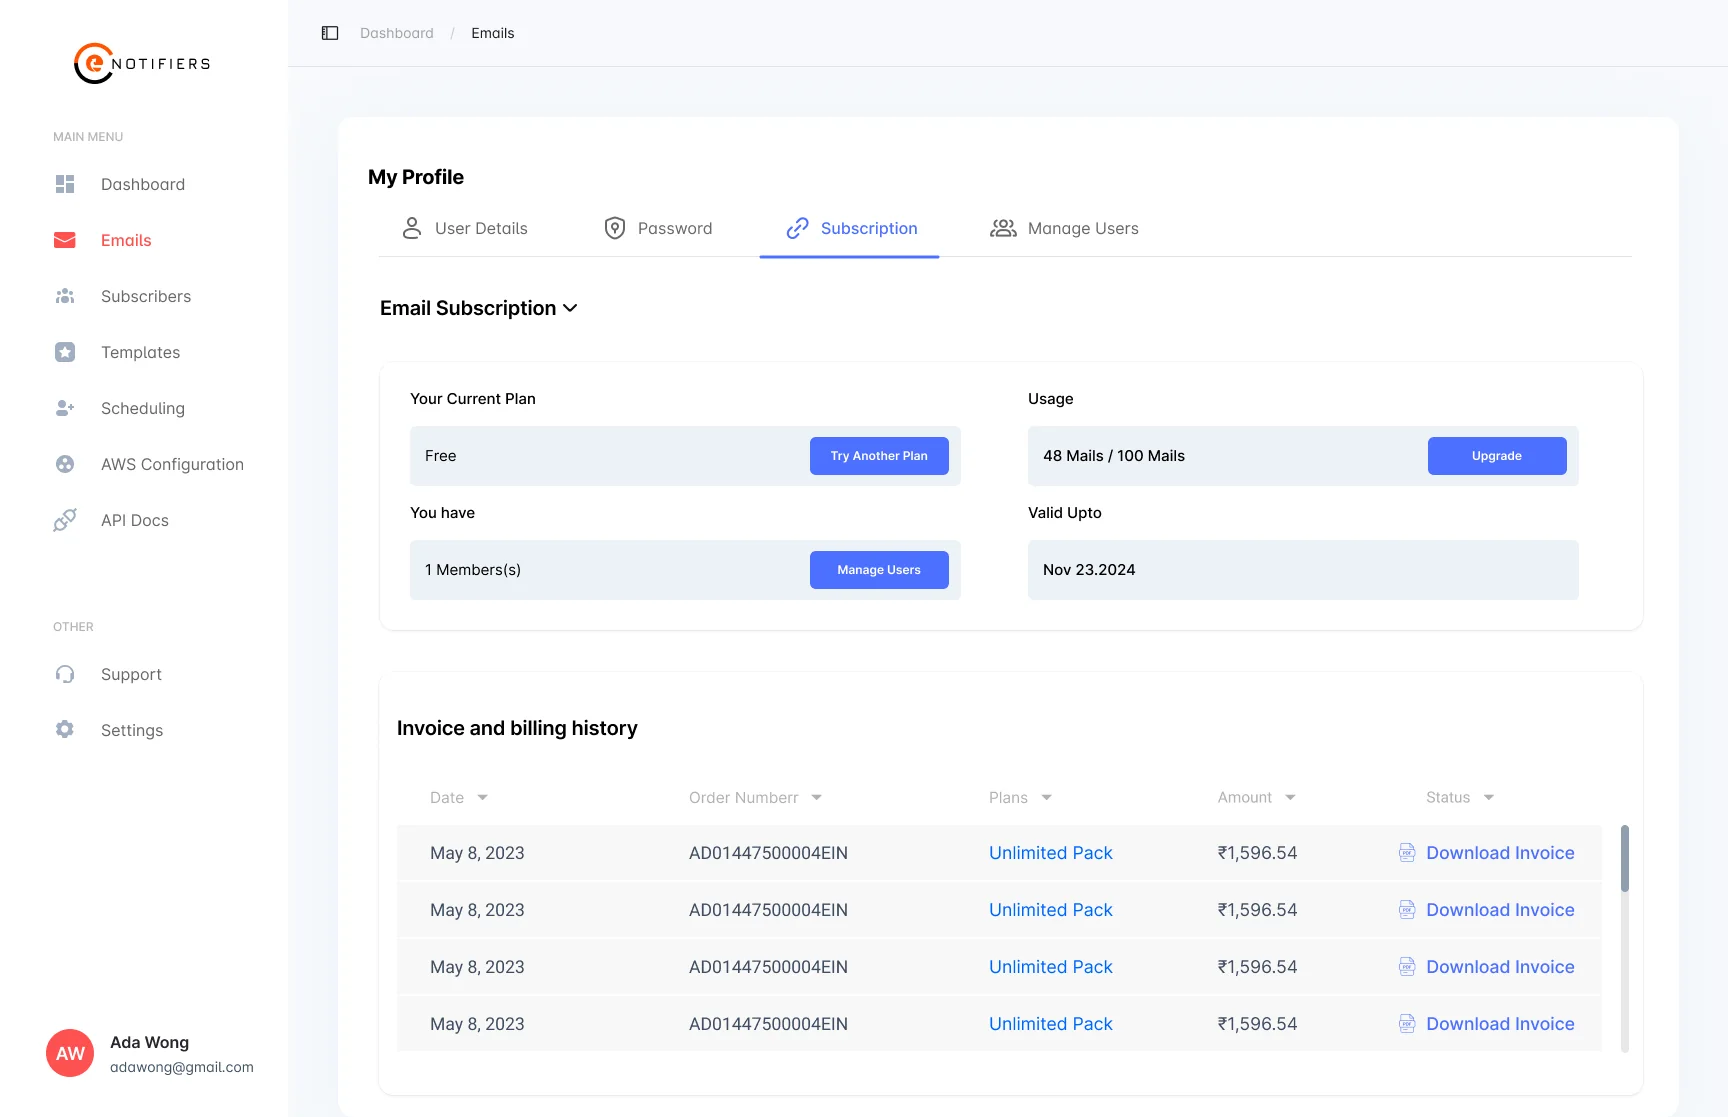 Dashboard / Emails
NOTIFIERS
MAIN MENU
Dashboard
Emails
Subscribers
Templates
Scheduling
AWS Configuration
API Docs
OTHER
Support
Settings
AW
Ada Wong
adawong@gmail.com
My Profile
User Details Password Subscription Manage Users
Email Subscription
Your Current Plan
Free Try Another Plan
Usage
48 Mails / 100 Mails Upgrade
You have
1 Members(s) Manage Users
Valid Upto
Nov 23.2024
Invoice and billing history
Date Order Numberr Plans Amount Status
May 8, 2023 AD01447500004EIN Unlimited Pack ₹1,596.54 Download Invoice
May 8, 2023 AD01447500004EIN Unlimited Pack ₹1,596.54 Download Invoice
May 8, 2023 AD01447500004EIN Unlimited Pack ₹1,596.54 Download Invoice
May 8, 2023 AD01447500004EIN Unlimited Pack ₹1,596.54 Download Invoice